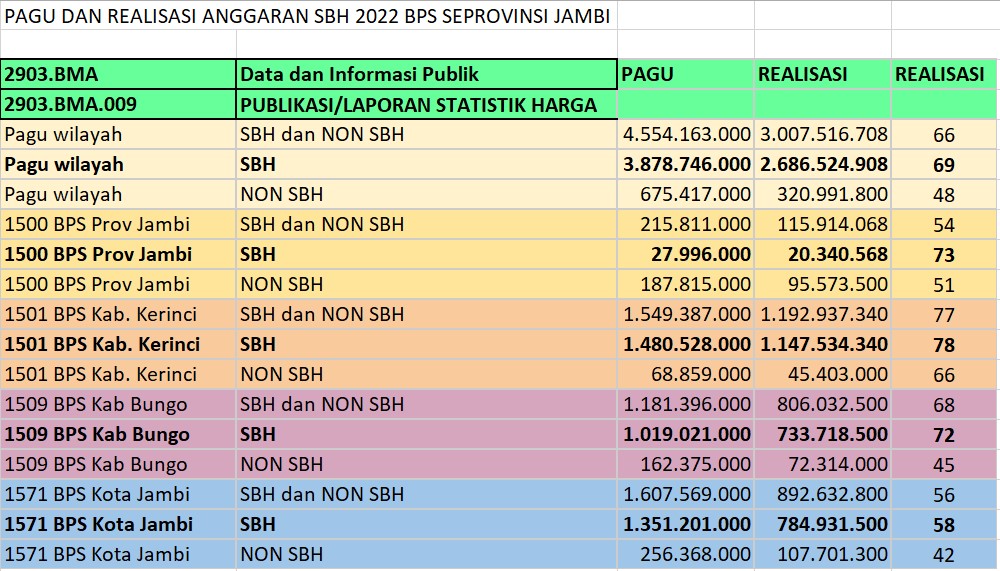 PAGU DAN REALISASI ANGGARAN SBH 2022 BPS SEPROVINSI JAMBI
2903.BMA Data dan Informasi Publik PAGU REALISASI REALISASI
2903.BMA.009 PUBLIKASI/LAPORAN STATISTIK HARGA
Pagu wilayah SBH dan NON SBH 4.554.163.000 3.007.516.708 66
Pagu wilayah SBH 3.878.746.000 2.686.524.908 69
Pagu wilayah NON SBH 675.417.000 320.991.800 48
1500 BPS Prov Jambi SBH dan NON SBH 215.811.000 115.914.068 54
1500 BPS Prov Jambi SBH 27.996.000 20.340.568 73
1500 BPS Prov Jambi NON SBH 187.815.000 95.573.500 51
1501 BPS Kab. Kerinci SBH dan NON SBH 1.549.387.000 1.192.937.340 77
1501 BPS Kab. Kerinci SBH 1.480.528.000 1.147.534.340 78
1501 BPS Kab. Kerinci NON SBH 68.859.000 45.403.000 66
1509 BPS Kab Bungo SBH dan NON SBH 1.181.396.000 806.032.500 68
1509 BPS Kab Bungo SBH 1.019.021.000 733.718.500 72
1509 BPS Kab Bungo NON SBH 162.375.000 72.314.000 45
1571 BPS Kota Jambi SBH dan NON SBH 1.607.569.000 892.632.800 56
1571 BPS Kota Jambi SBH 1.351.201.000 784.931.500 58
1571 BPS Kota Jambi NON SBH 256.368.000 107.701.300 42